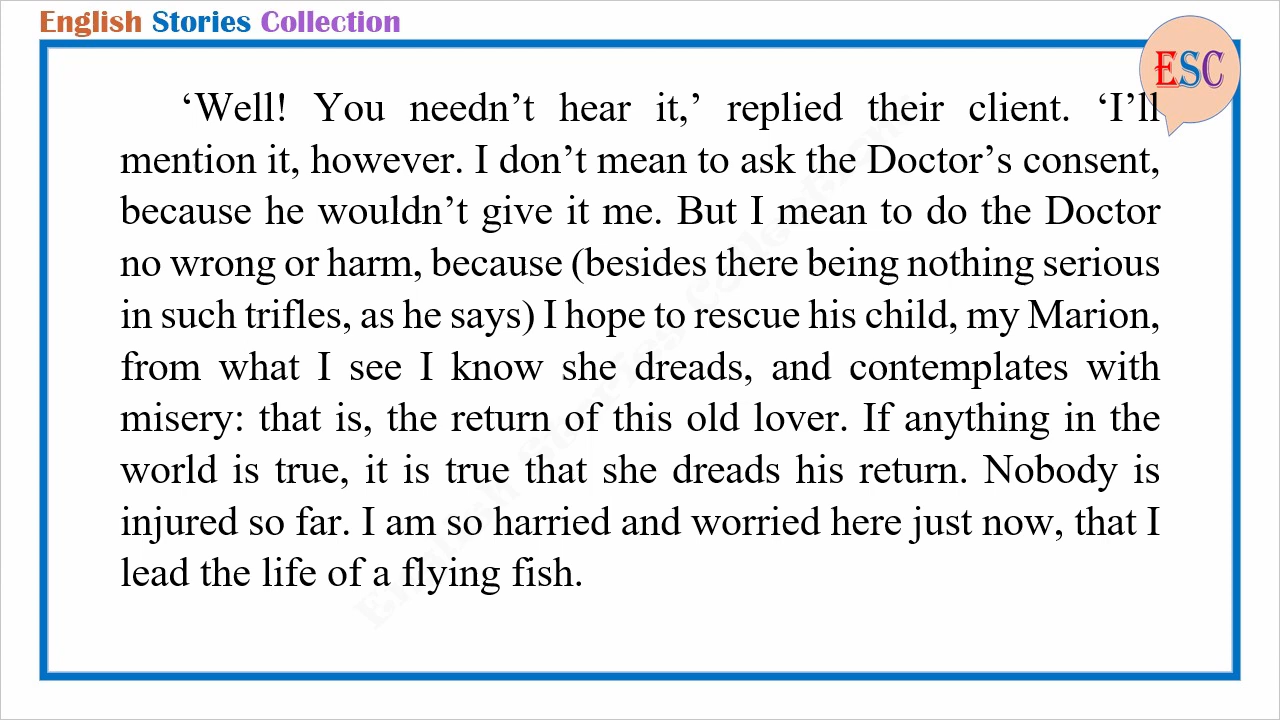 English Stories Collection
ESC
‘Well! You needn’t hear it,’ replied their client. ‘I’ll
mention it, however. I don’t mean to ask the Doctor’s consent,
because he wouldn’t give it me. But I mean to do the Doctor
no wrong or harm, because (besides there being nothing serious
in such trifles, as he says) I hope to rescue his child, my Marion,
from what I see I know she dreads, and contemplates with
misery: that is, the return of this old lover. If anything in the
world is true, it is true that she dreads his return. Nobody is
injured so far. I am so harried and worried here just now, that I
lead the life of a flying fish.
English Stories Collection